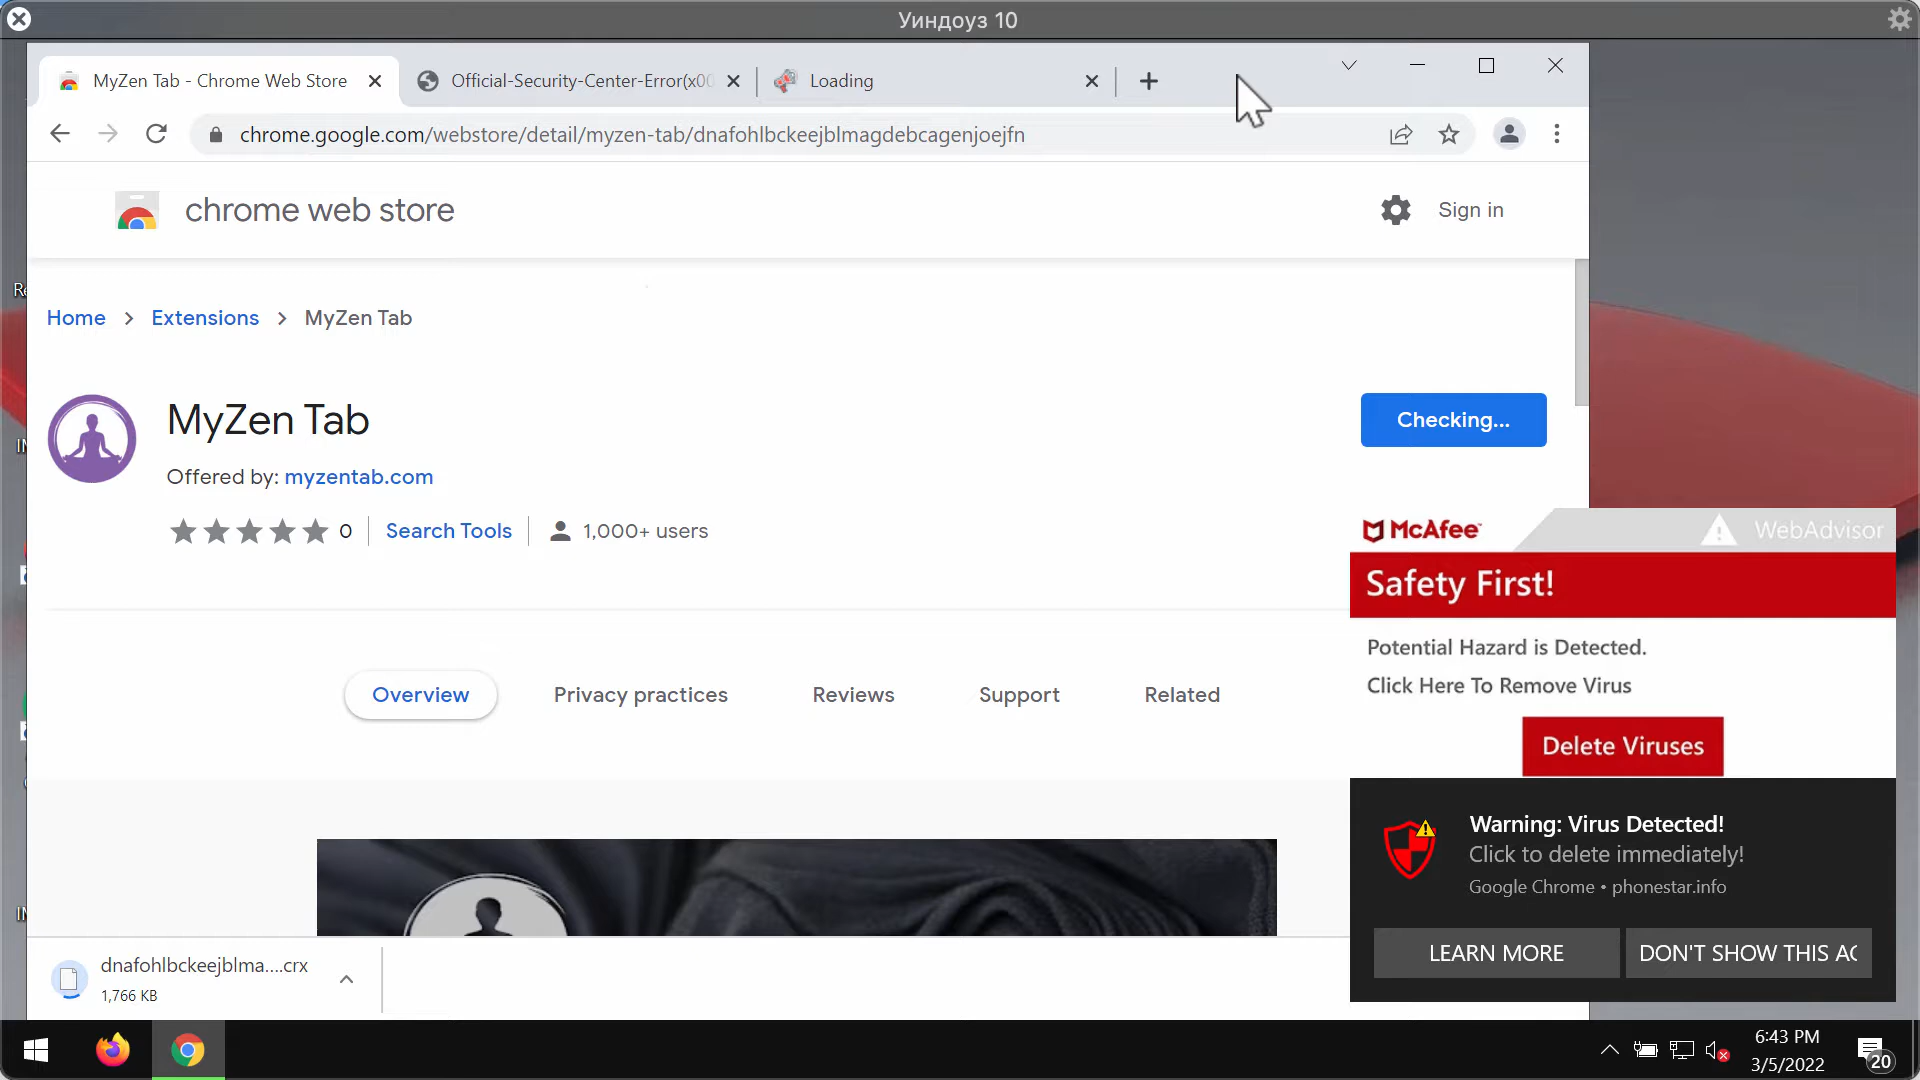 Уиндоуз 10
MyZen Tab - Chrome Web Store
Official-Security-Center-Error(x00
Loading
chrome.google.com/webstore/detail/myzen-tab/dnafohlbckeejblmagdebcagenjoejfn
chrome web store
Sign in
Home
Extensions
MyZen Tab
MyZen Tab
Checking...
Offered by: myzentab.com
0
Search Tools
1,000+ users
McAfee
WebAdvisor
Safety First!
Potential Hazard is Detected.
Click Here To Remove Virus
Delete Viruses
Overview
Privacy practices
Reviews
Support
Related
Warning: Virus Detected!
Click to delete immediately!
Google Chrome • phonestar.info
LEARN MORE
DON'T SHOW THIS AG
dnafohlbckeejblma....crx
1,766 KB
6:43 PM
3/5/2022
20